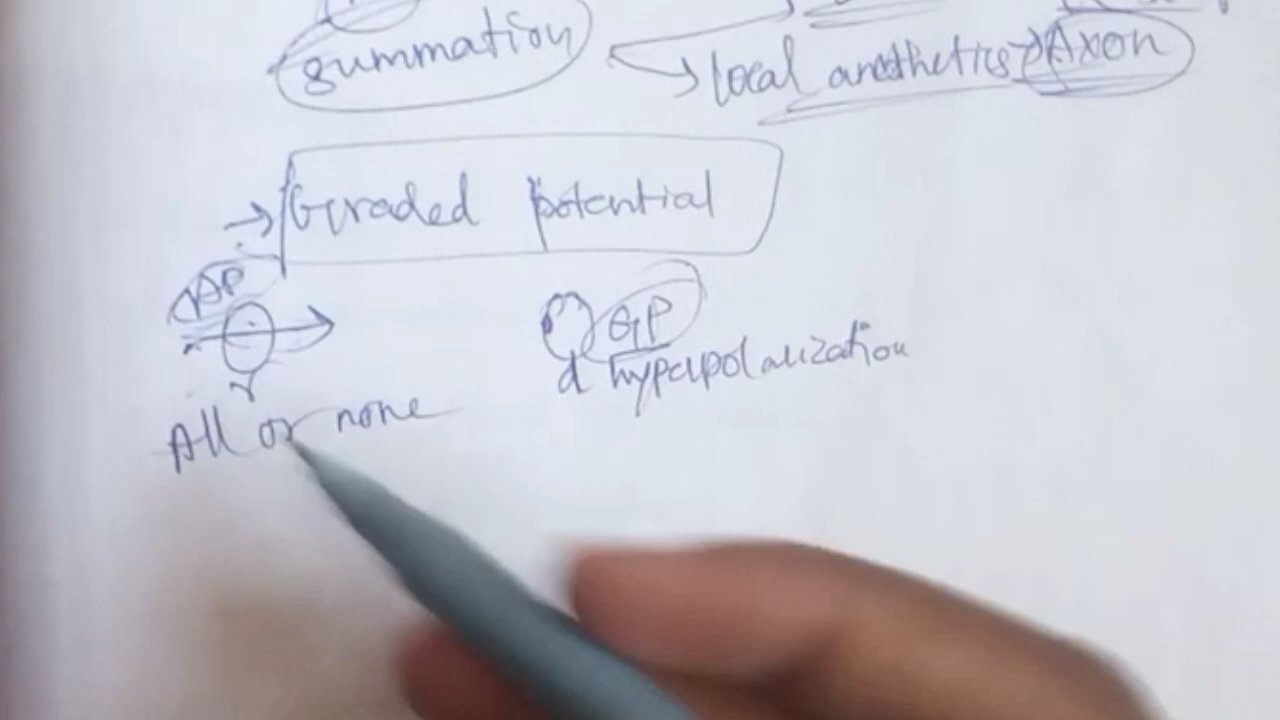 summation → local anesthetics → Axon
→ Graded potential
AP
GP
d hyperpolarization
All or none